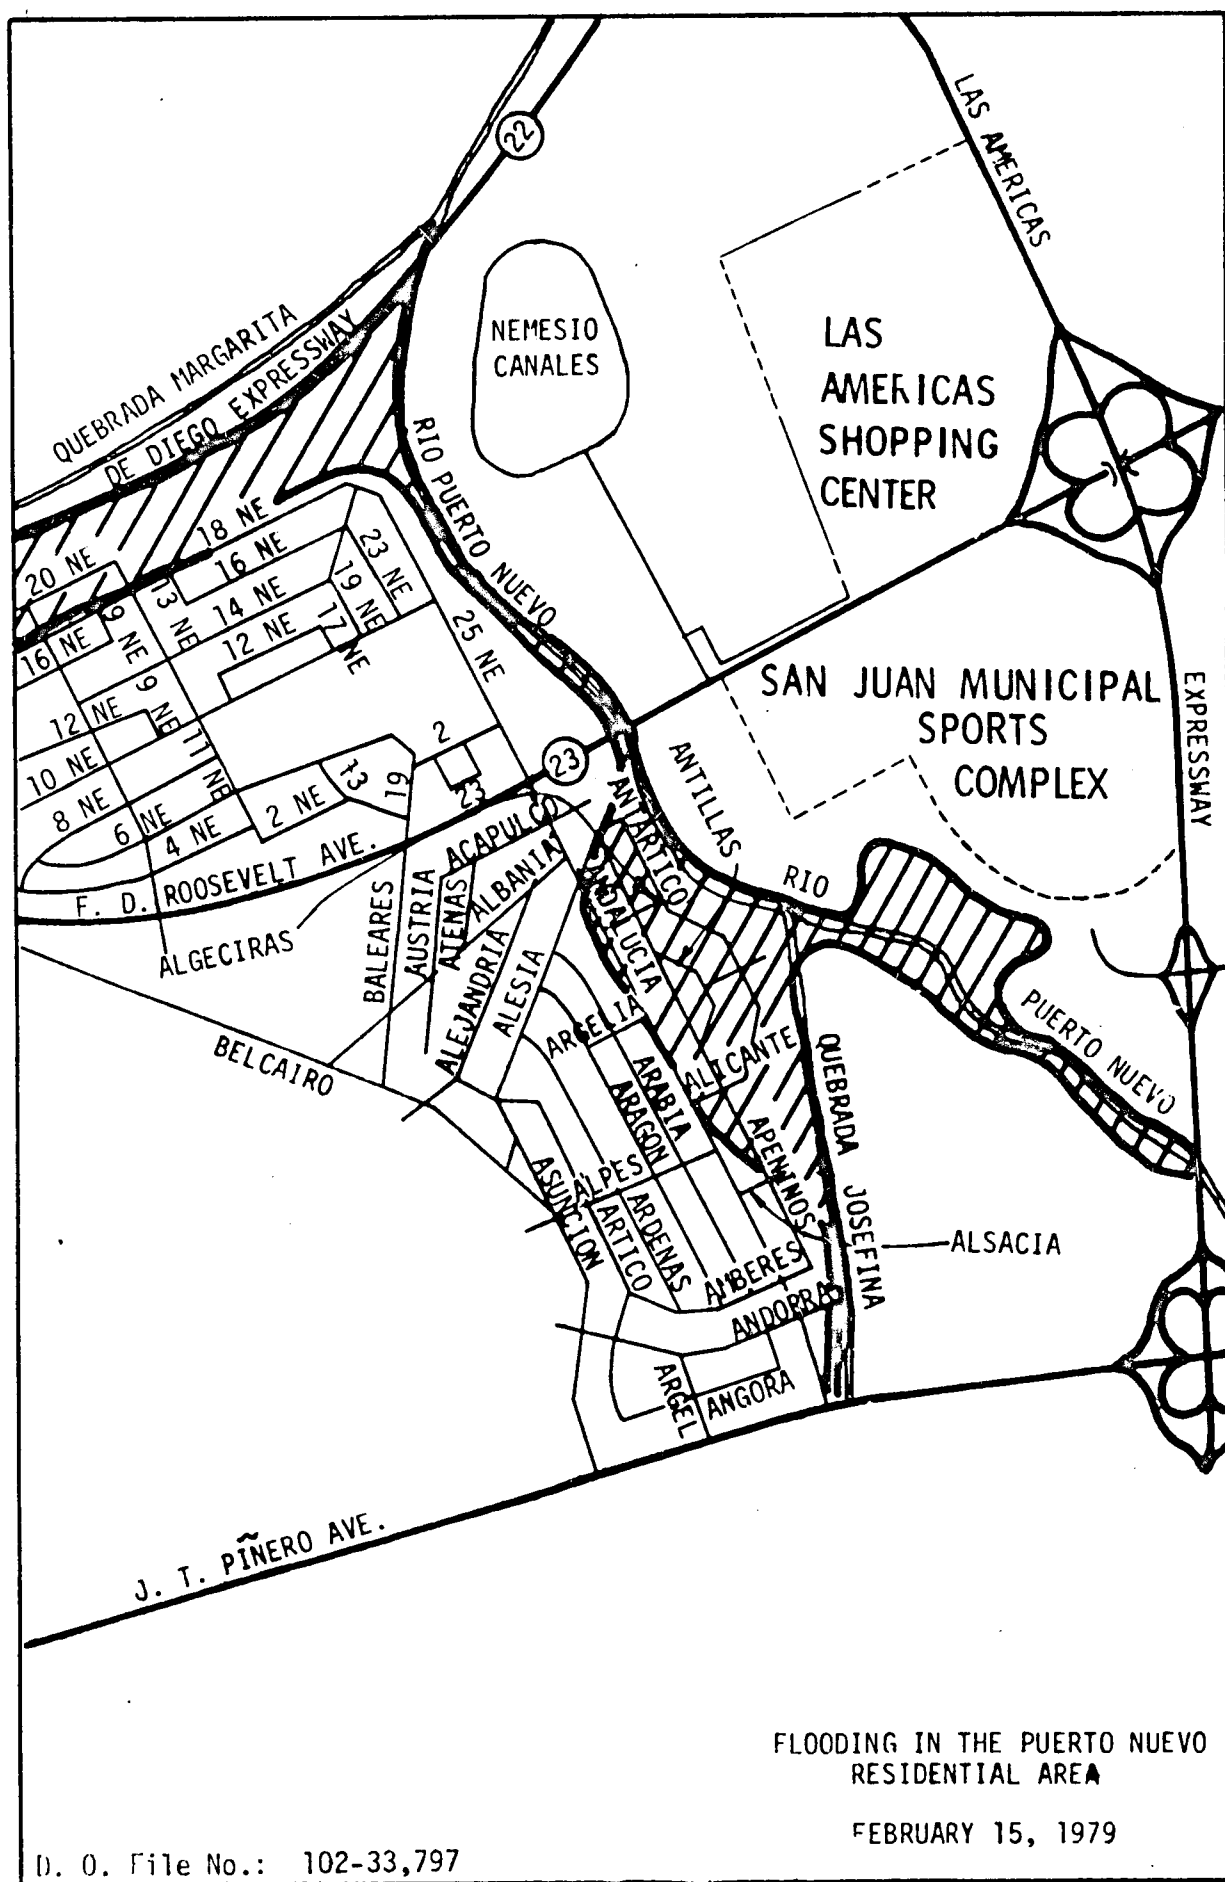 LAS AMERICAS
22
QUEBRADA MARGARITA
DE DIEGO EXPRESSWAY
NEMESIO
CANALES
LAS
AMERICAS
SHOPPING
CENTER
RIO PUERTO NUEVO
18 NE
20 NE
16 NE
23 NE
19 NE
13 NE
14 NE
9 NE
17 NE
12 NE
16 NE
25 NE
9 NE
12 NE
11 NE
10 NE
8 NE
6 NE
4 NE
2 NE
13
19
2
23
23
SAN JUAN MUNICIPAL
SPORTS
COMPLEX
EXPRESSWAY
ANTILLAS
ANTARTICO
F. D. ROOSEVELT AVE.
ACAPULCO
ALBANIA
ANDALUCIA
RIO
PUERTO NUEVO
ALGECIRAS
BALEARES
AUSTRIA
ATENAS
ALEJANDRIA
ALESIA
BELCAIRO
ARGELIA
ALICANTE
ARABIA
ARAGON
QUEBRADA JOSEFINA
APENINOS
ASUNCION
ALPES
ARTICO
ARDENAS
ALSACIA
AMBERES
ANDORRA
ARGEL
ANGORA
J. T. PIÑERO AVE.
FLOODING IN THE PUERTO NUEVO
RESIDENTIAL AREA
FEBRUARY 15, 1979
D. O. File No.: 102-33,797